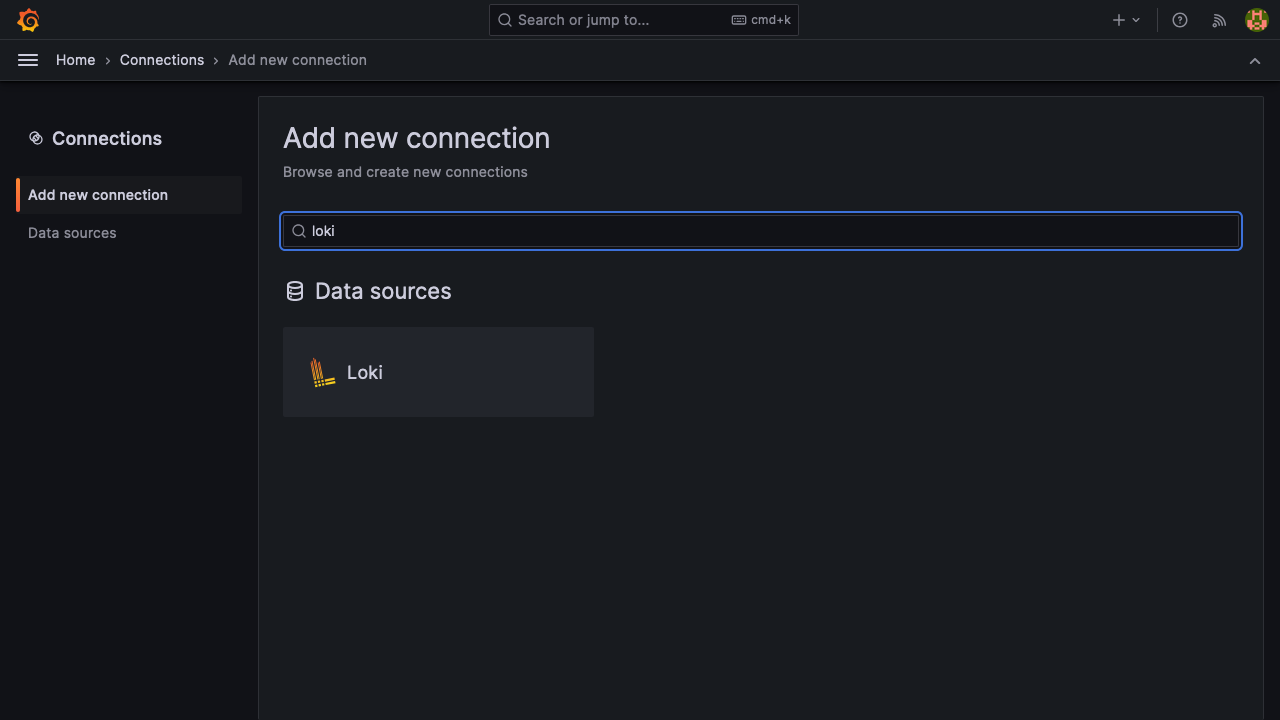 Search or jump to... cmd+k
Home › Connections › Add new connection
Connections
Add new connection
Data sources
Add new connection
Browse and create new connections
loki
Data sources
Loki